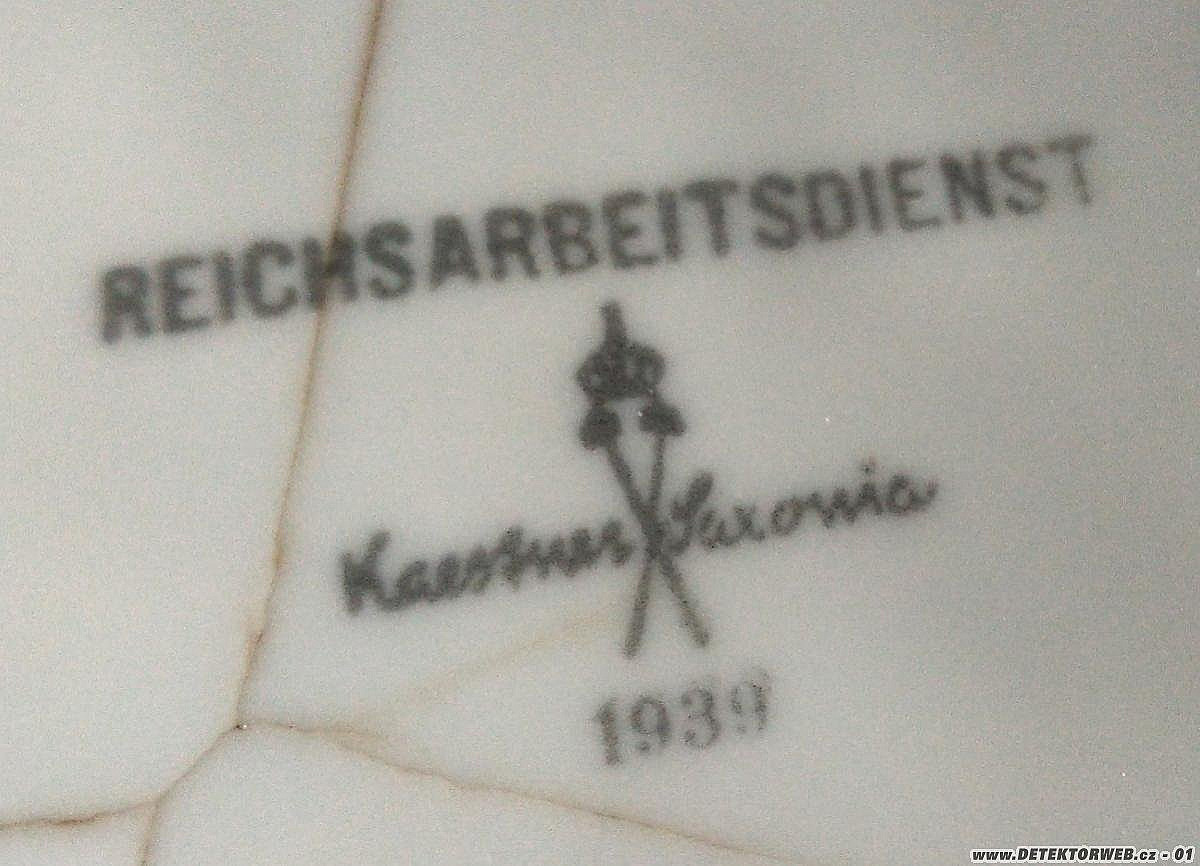 REICHSARBEITSDIENST
Kaestner Saxonia
1939
www.DETEKTORWEB.cz - 01